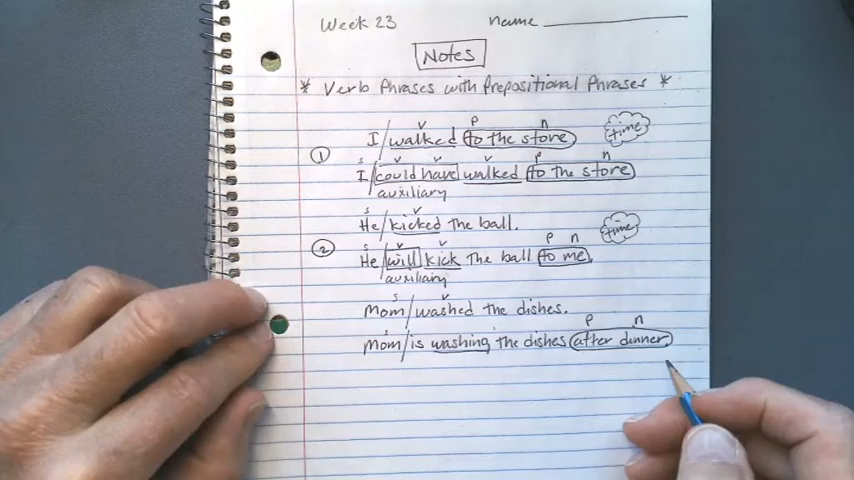 Week 23 name
Notes
* Verb Phrases with Prepositional Phrases *
v p n
I/walked to the store time
① s v v v p n
I/could have walked to the store
auxiliary
s v
He/kicked the ball. time
② s v v p n
He/will kick the ball to me.
auxiliary
s v
Mom/washed the dishes.
s p n
Mom/is washing the dishes after dinner.